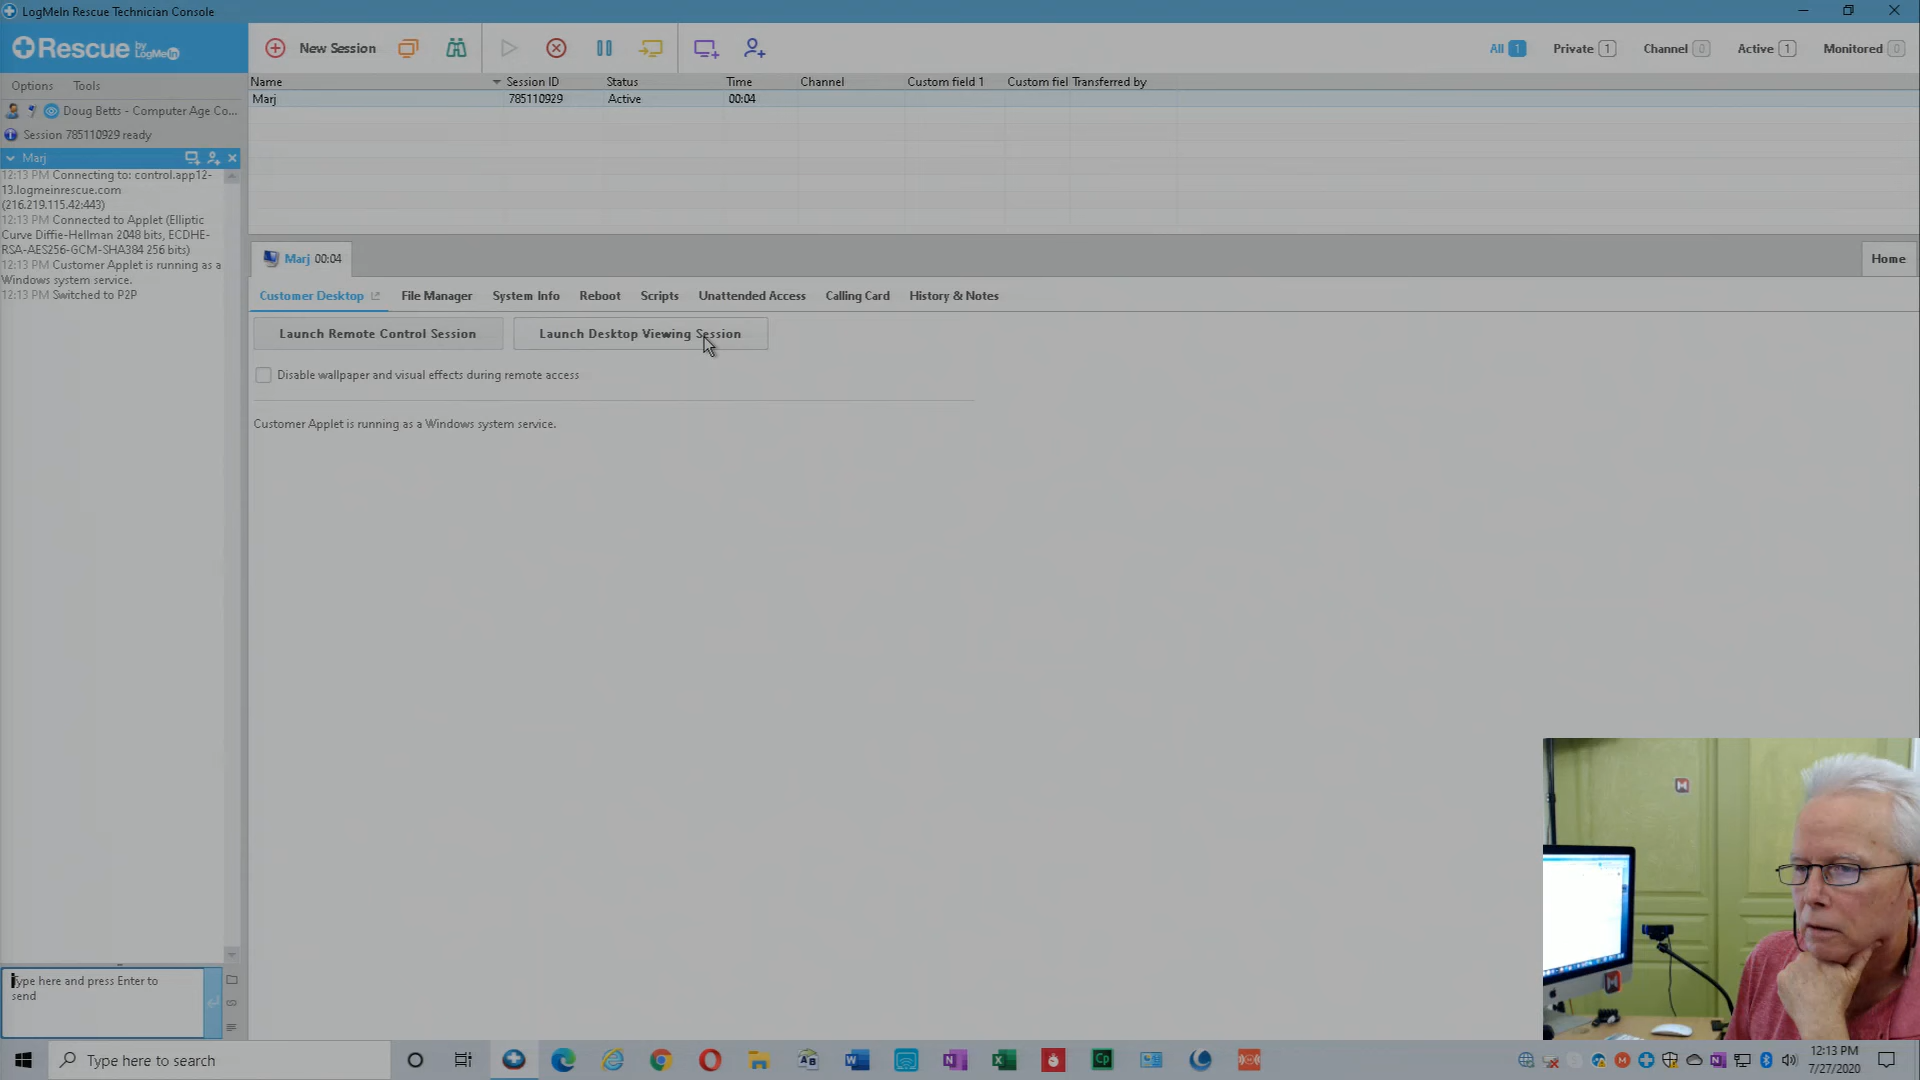 LogMeIn Rescue Technician Console
Rescue by LogMeIn
New Session
All 1 Private 1 Channel 0 Active 1 Monitored 0
Options Tools
Doug Betts - Computer Age Co...
Session 785110929 ready
Marj
12:13 PM Connecting to: control.app12-
13.logmeinrescue.com
(216.219.115.42:443)
12:13 PM Connected to Applet (Elliptic
Curve Diffie-Hellman 2048 bits, ECDHE-
RSA-AES256-GCM-SHA384 256 bits)
12:13 PM Customer Applet is running as a
Windows system service.
12:13 PM Switched to P2P
Type here and press Enter to
send
Name Session ID Status Time Channel Custom field 1 Custom fiel Transferred by
Marj 785110929 Active 00:04
Marj 00:04
Home
Customer Desktop File Manager System Info Reboot Scripts Unattended Access Calling Card History & Notes
Launch Remote Control Session Launch Desktop Viewing Session
Disable wallpaper and visual effects during remote access
Customer Applet is running as a Windows system service.
Type here to search
12:13 PM
7/27/2020